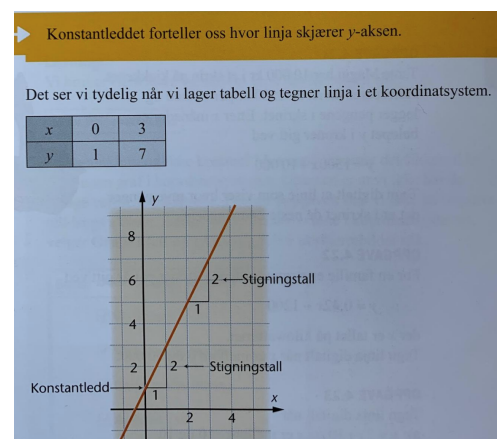 Konstantleddet forteller oss hvor linja skjærer y-aksen.
Det ser vi tydelig når vi lager tabell og tegner linja i et koordinatsystem.
x 0 3
y 1 7
y
8
6
2 Stigningstall
1
4
2
2 Stigningstall
Konstantledd
1
x
2 4